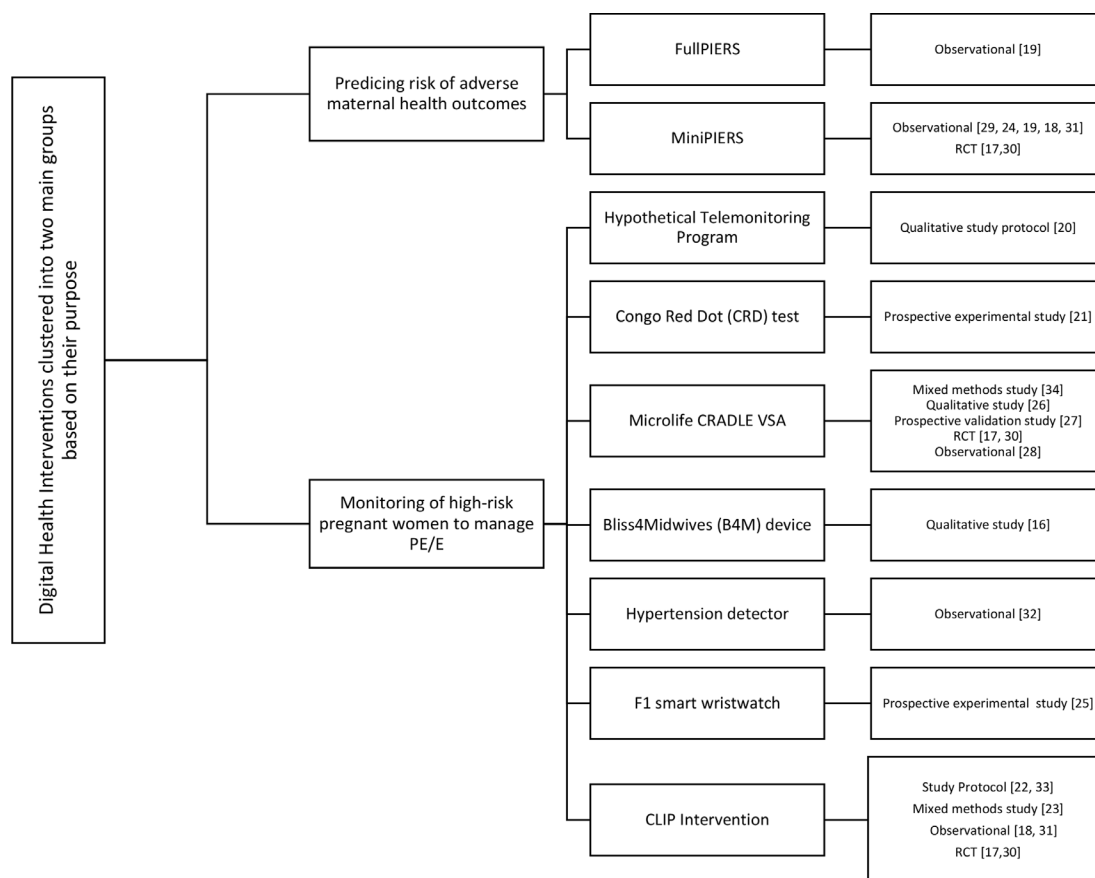 Digital Health Interventions clustered into two main groups
based on their purpose
Predicing risk of adverse
maternal health outcomes
FullPIERS
Observational [19]
MiniPIERS
Observational [29, 24, 19, 18, 31]
RCT [17,30]
Monitoring of high-risk
pregnant women to manage
PE/E
Hypothetical Telemonitoring
Program
Qualitative study protocol [20]
Congo Red Dot (CRD) test
Prospective experimental study [21]
Microlife CRADLE VSA
Mixed methods study [34]
Qualitative study [26]
Prospective validation study [27]
RCT [17, 30]
Observational [28]
Bliss4Midwives (B4M) device
Qualitative study [16]
Hypertension detector
Observational [32]
F1 smart wristwatch
Prospective experimental  study [25]
CLIP Intervention
Study Protocol [22, 33]
Mixed methods study [23]
Observational [18, 31]
RCT [17,30]